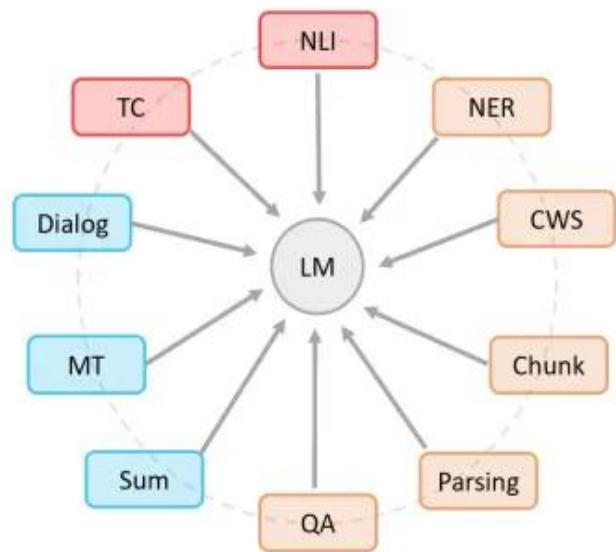 NLI
TC
NER
Dialog
CWS
LM
MT
Chunk
Sum
Parsing
QA